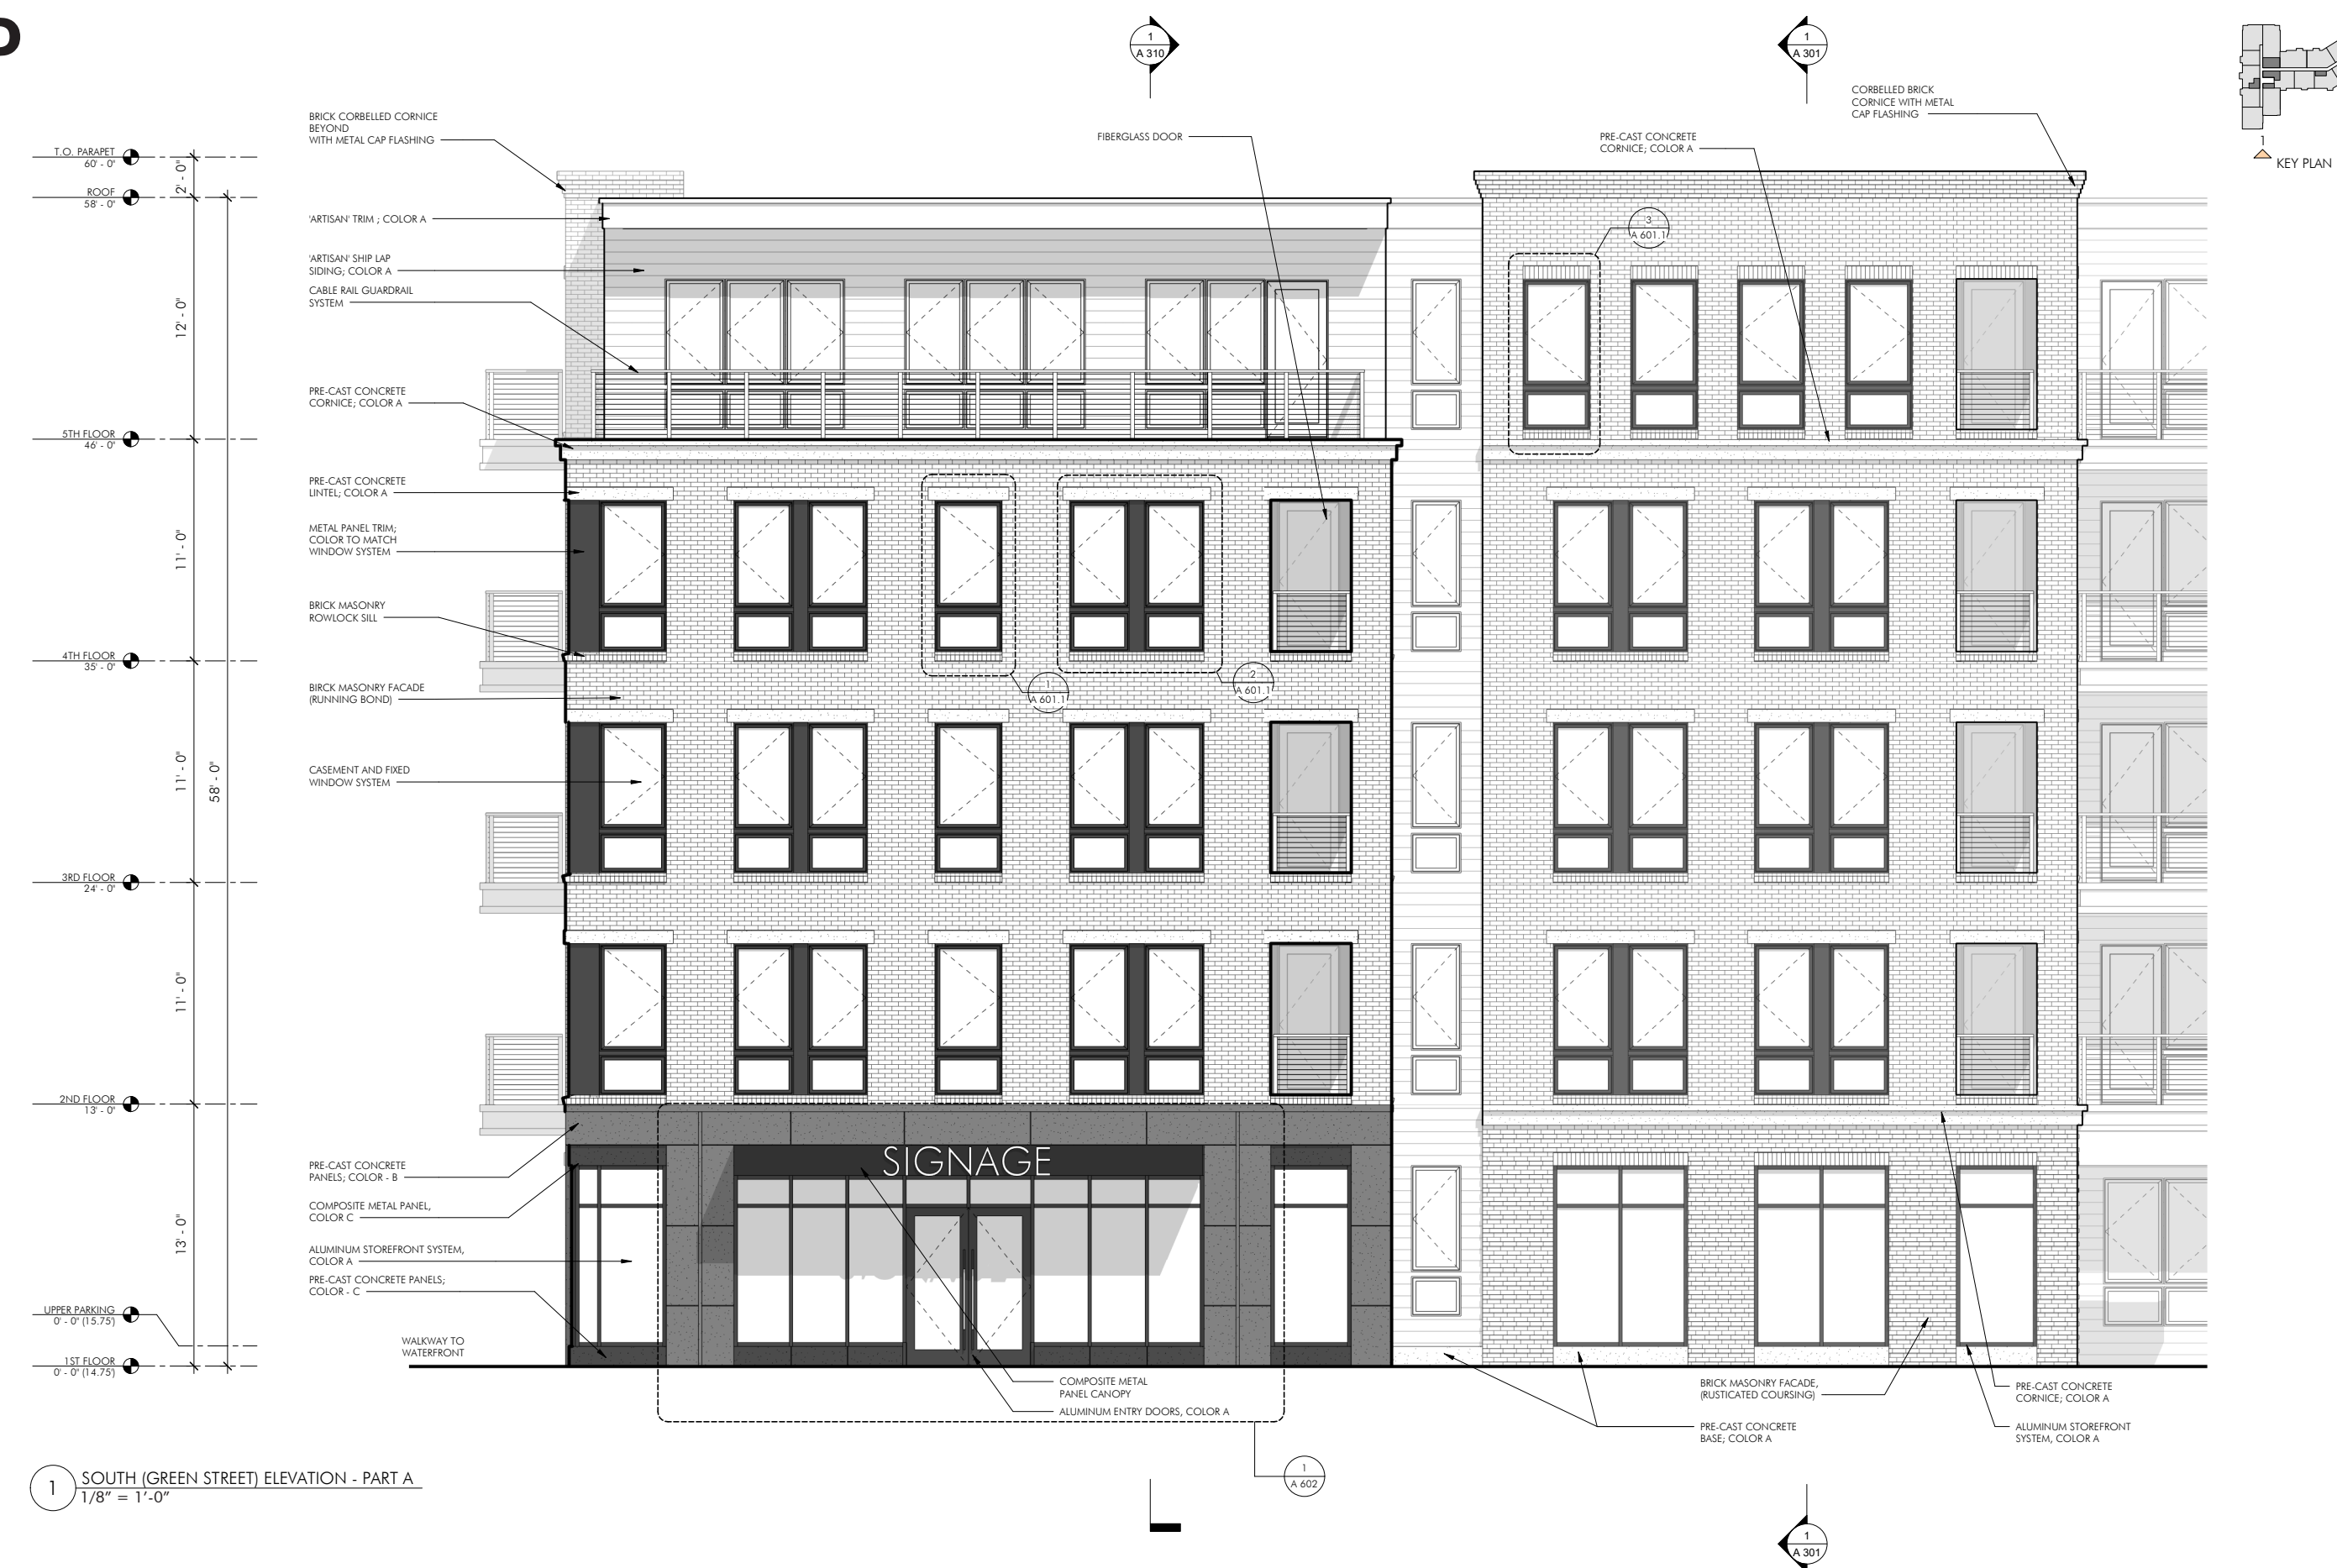 1
A 310
1
A 301
CORBELLED BRICK
CORNICE WITH METAL
CAP FLASHING
BRICK CORBELLED CORNICE
BEYOND
WITH METAL CAP FLASHING
FIBERGLASS DOOR
PRE-CAST CONCRETE
CORNICE; COLOR A
1
KEY PLAN
T.O. PARAPET
60' - 0"
2' - 0"
ROOF
58' - 0"
'ARTISAN' TRIM ; COLOR A
3
A 601.1
'ARTISAN' SHIP LAP
SIDING; COLOR A
CABLE RAIL GUARDRAIL
SYSTEM
12' - 0"
PRE-CAST CONCRETE
CORNICE; COLOR A
5TH FLOOR
46' - 0"
PRE-CAST CONCRETE
LINTEL; COLOR A
METAL PANEL TRIM;
COLOR TO MATCH
WINDOW SYSTEM
11' - 0"
BRICK MASONRY
ROWLOCK SILL
4TH FLOOR
35' - 0"
BIRCK MASONRY FACADE
(RUNNING BOND)
1
A 601.1
2
A 601.1
CASEMENT AND FIXED
WINDOW SYSTEM
11' - 0"
58' - 0"
3RD FLOOR
24' - 0"
11' - 0"
2ND FLOOR
13' - 0"
SIGNAGE
PRE-CAST CONCRETE
PANELS; COLOR - B
COMPOSITE METAL PANEL,
COLOR C
13' - 0"
ALUMINUM STOREFRONT SYSTEM,
COLOR A
PRE-CAST CONCRETE PANELS;
COLOR - C
UPPER PARKING
0' - 0" (15.75')
WALKWAY TO
WATERFRONT
1ST FLOOR
0' - 0" (14.75')
COMPOSITE METAL
PANEL CANOPY
ALUMINUM ENTRY DOORS, COLOR A
BRICK MASONRY FACADE,
(RUSTICATED COURSING)
PRE-CAST CONCRETE
CORNICE; COLOR A
PRE-CAST CONCRETE
BASE; COLOR A
ALUMINUM STOREFRONT
SYSTEM, COLOR A
1
A 602
1
SOUTH (GREEN STREET) ELEVATION - PART A
1/8" = 1'-0"
1
A 301